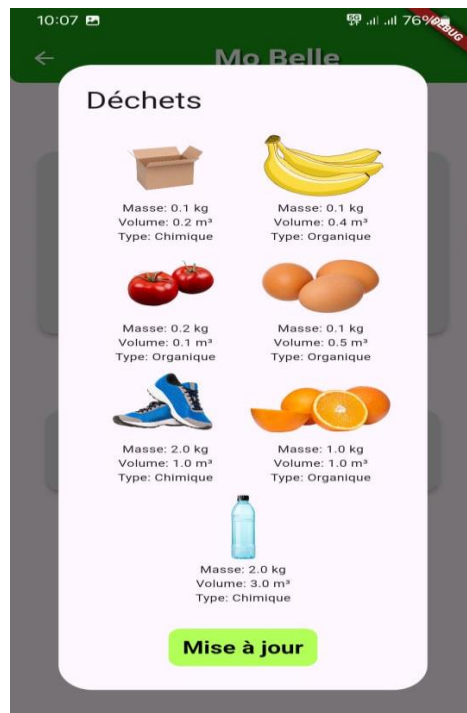 10:07
5G
76%
DEBUG
Mo Belle
Déchets
Masse: 0.1 kg
Volume: 0.2 m³
Type: Chimique
Masse: 0.1 kg
Volume: 0.4 m³
Type: Organique
Masse: 0.2 kg
Volume: 0.1 m³
Type: Organique
Masse: 0.1 kg
Volume: 0.5 m³
Type: Organique
Masse: 2.0 kg
Volume: 1.0 m³
Type: Chimique
Masse: 1.0 kg
Volume: 1.0 m³
Type: Organique
Masse: 2.0 kg
Volume: 3.0 m³
Type: Chimique
Mise à jour